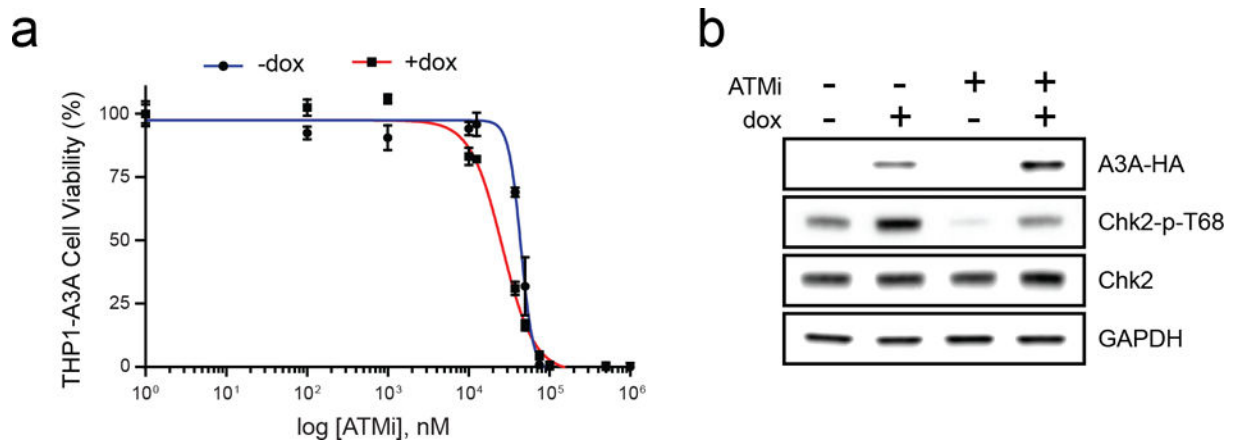 a
-dox +dox
THP1-A3A Cell Viability (%)
100
75
50
25
0
10⁰ 10¹ 10² 10³ 10⁴ 10⁵ 10⁶
log [ATMi], nM
b
ATMi - - + +
dox - + - +
A3A-HA
Chk2-p-T68
Chk2
GAPDH